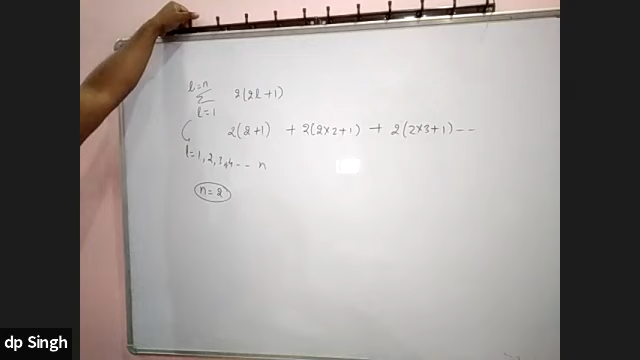 l=n
Σ 2(2l+1)
l=1
( 2(2+1) + 2(2×2+1) + 2(2×3+1) ---
l=1,2,3,4--- n
n=2
dp Singh